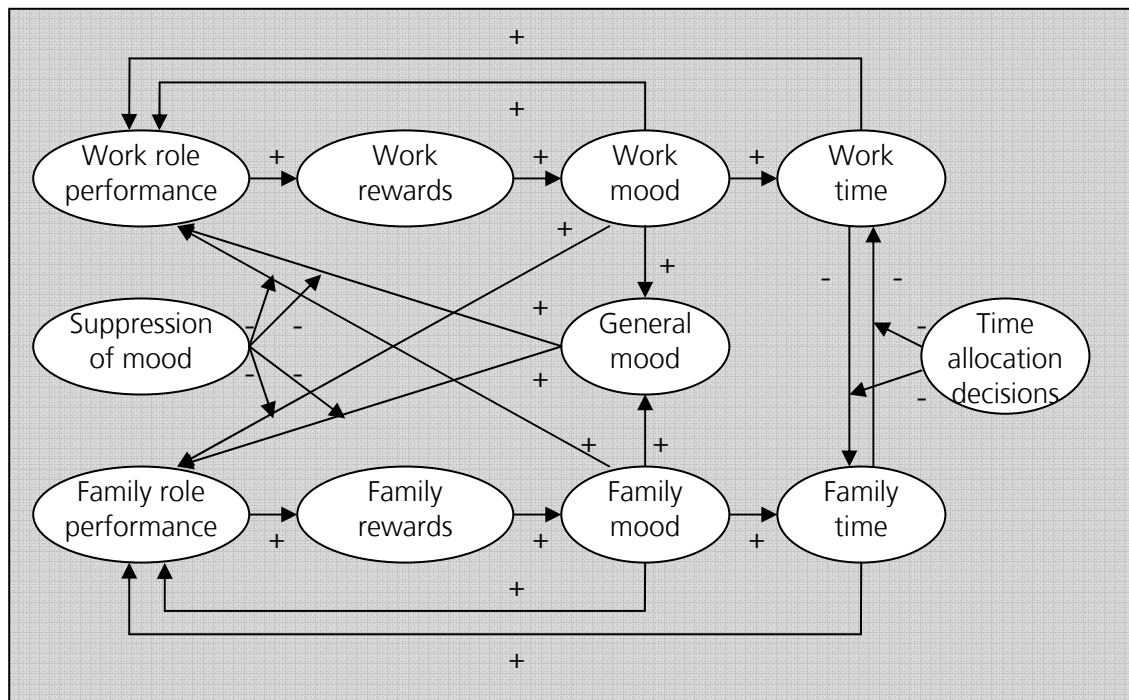 +
+
Work role
performance
+
Work
rewards
+
Work
mood
+
Work
time
+
+
-
-
Suppression
of mood
-
-
-
-
+
+
General
mood
-
-
Time
allocation
decisions
+
+
Family role
performance
+
Family
rewards
+
Family
mood
+
Family
time
+
+